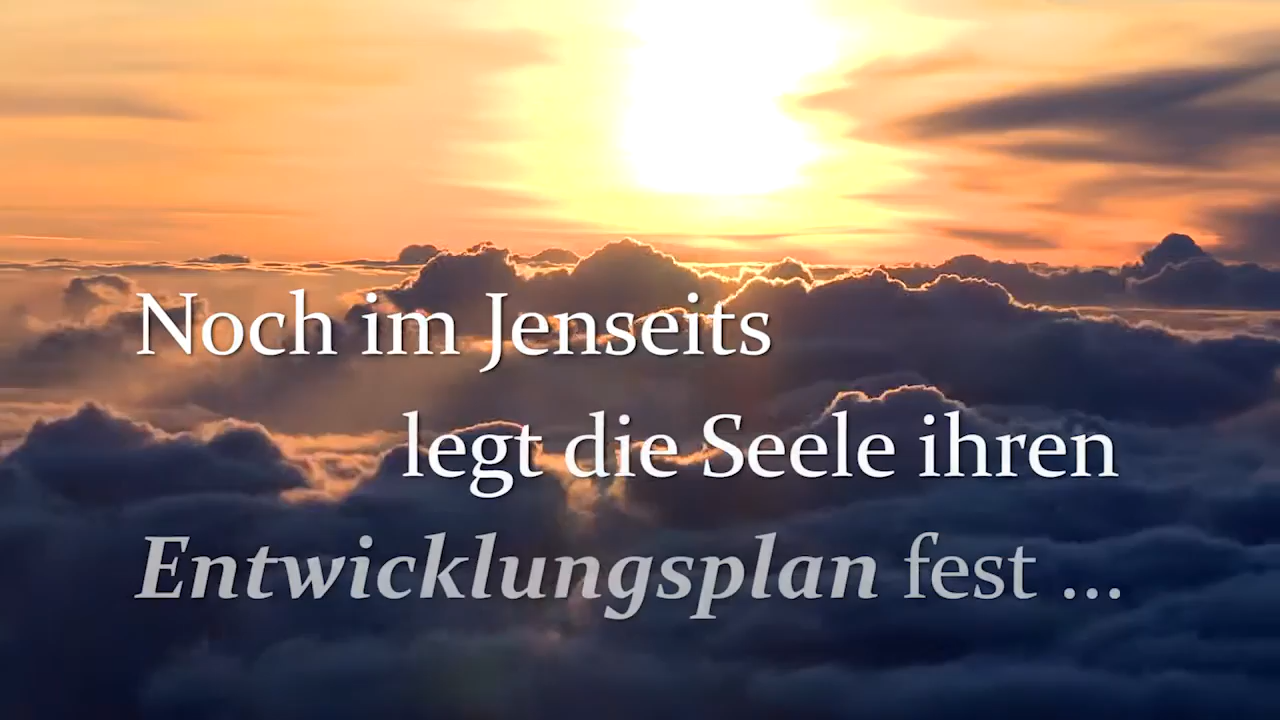 Noch im Jenseits
legt die Seele ihren
Entwicklungsplan fest ...